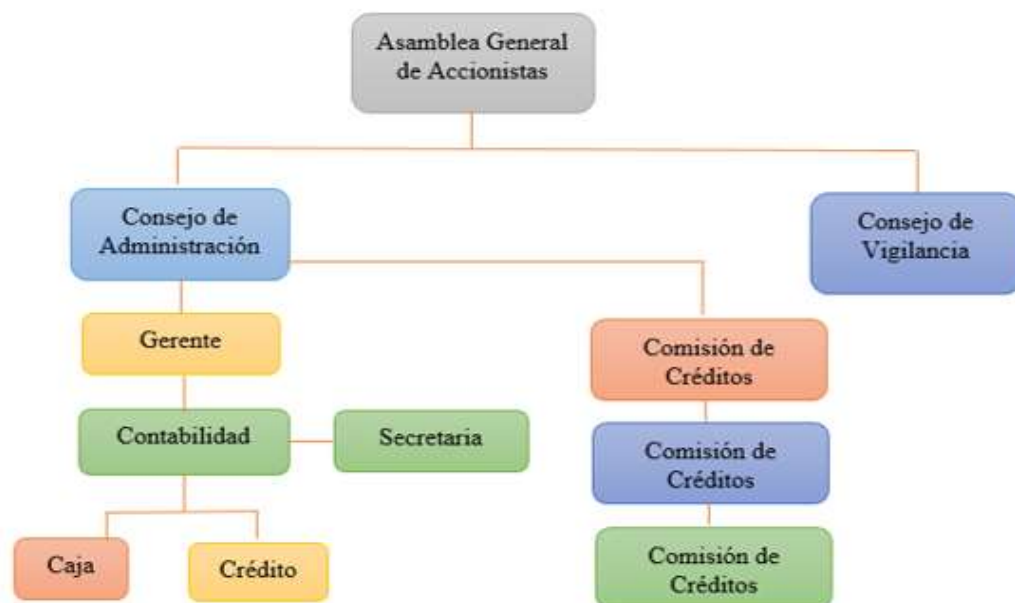 Asamblea General
de Accionistas
Consejo de
Administración
Consejo de
Vigilancia
Gerente
Comisión de
Créditos
Contabilidad
Secretaria
Comisión de
Créditos
Caja
Crédito
Comisión de
Créditos